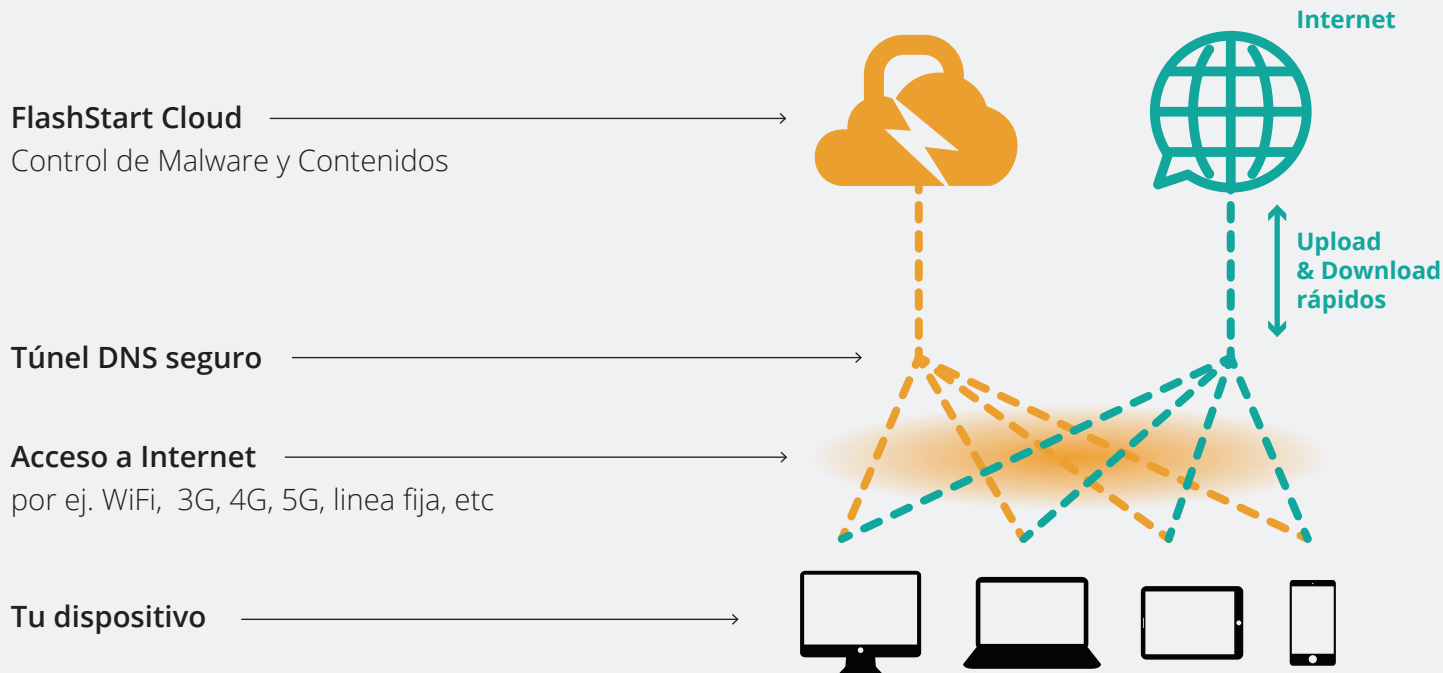 Internet
FlashStart Cloud
Control de Malware y Contenidos
Upload
& Download
rápidos
Túnel DNS seguro
Acceso a Internet
por ej. WiFi,  3G, 4G, 5G, linea fija, etc
Tu dispositivo